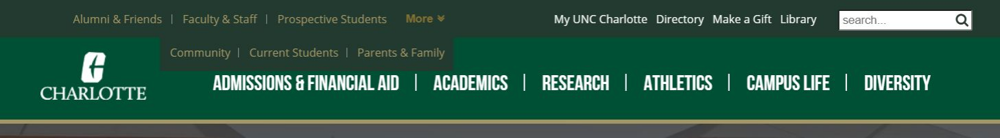 Alumni & Friends | Faculty & Staff | Prospective Students More My UNC Charlotte Directory Make a Gift Library search...
Community | Current Students | Parents & Family
CHARLOTTE
ADMISSIONS & FINANCIAL AID | ACADEMICS | RESEARCH | ATHLETICS | CAMPUS LIFE | DIVERSITY